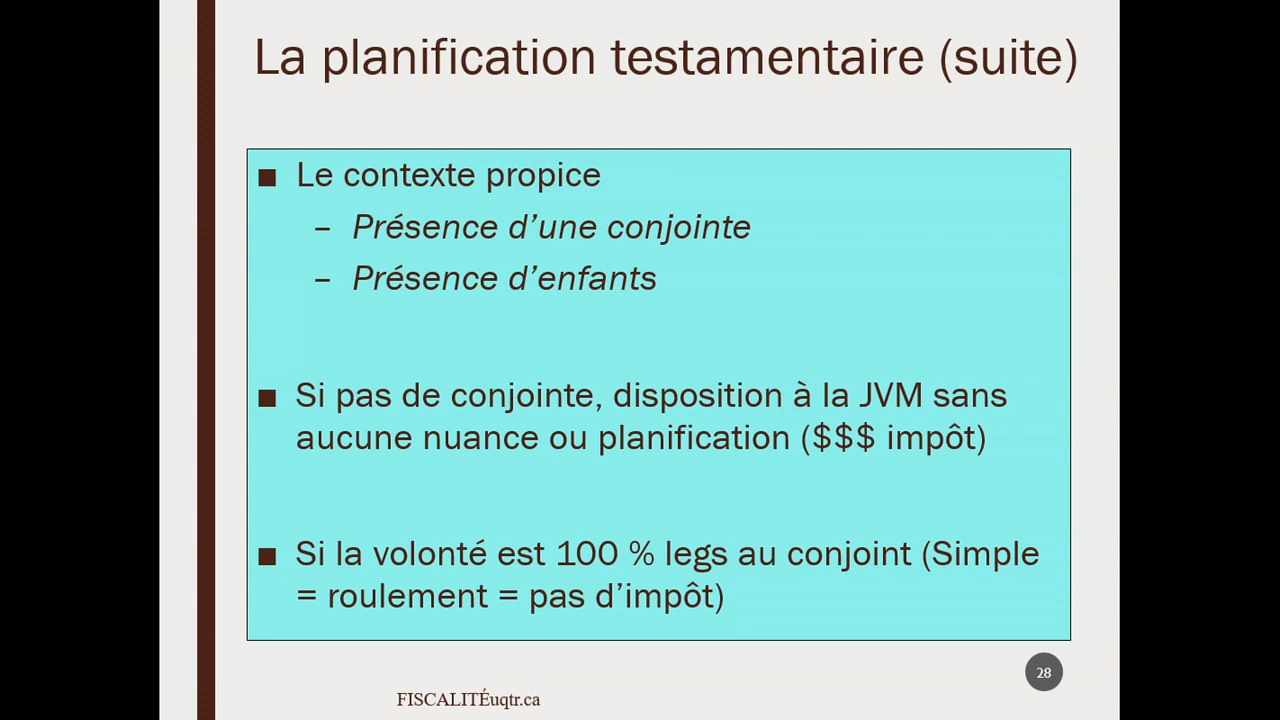 La planification testamentaire (suite)
■ Le contexte propice
– Présence d’une conjointe
– Présence d’enfants
■ Si pas de conjointe, disposition à la JVM sans
aucune nuance ou planification ($$$ impôt)
■ Si la volonté est 100 % legs au conjoint (Simple
= roulement = pas d’impôt)
28
FISCALITÉuqtr.ca